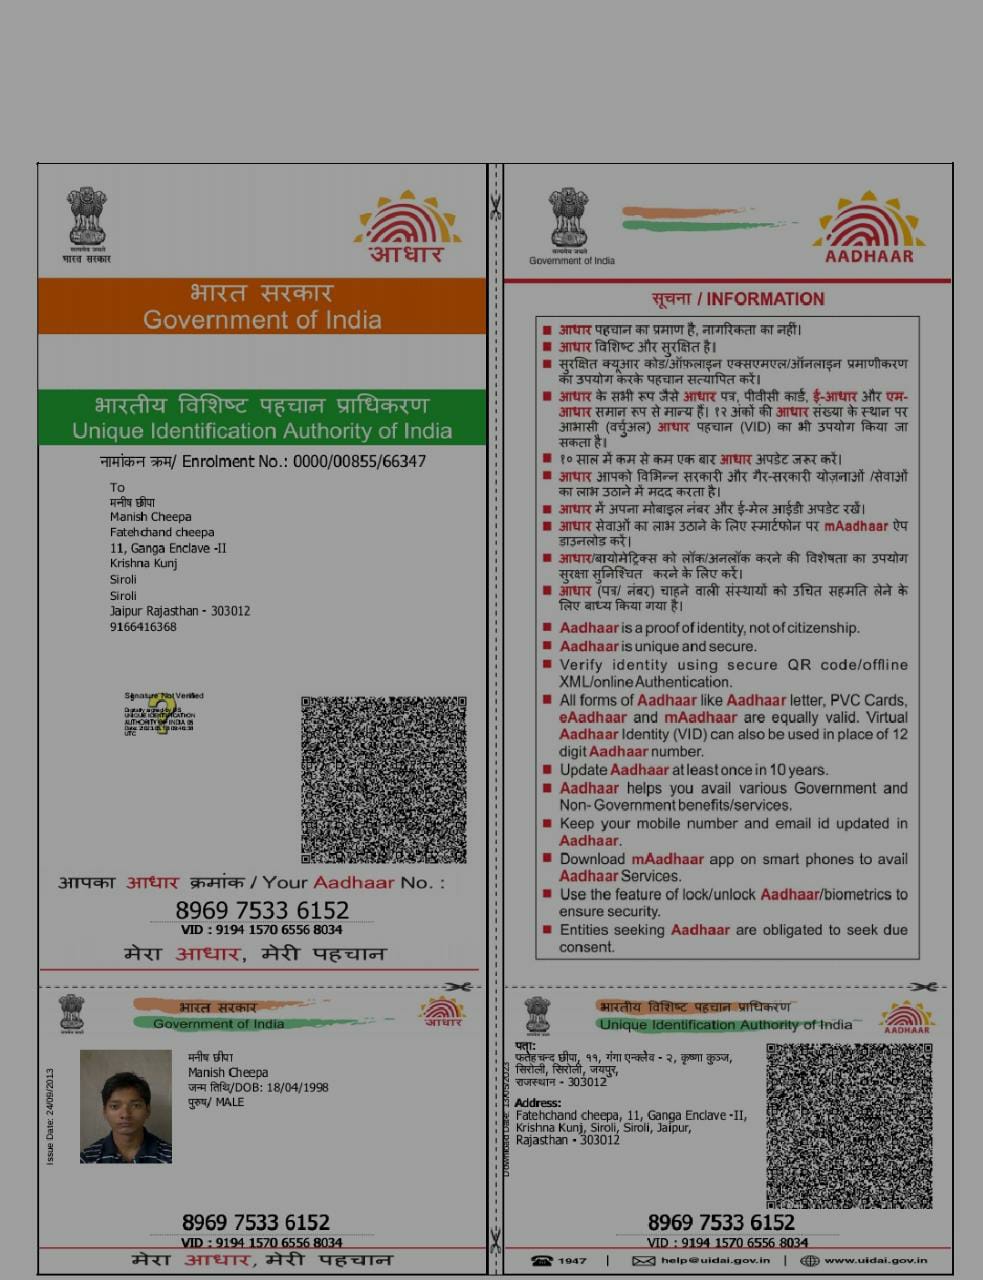 सत्यमेव जयते
भारत सरकार
आधार
भारत सरकार
Government of India
भारतीय विशिष्ट पहचान प्राधिकरण
Unique Identification Authority of India
नामांकन क्रम/ Enrolment No.: 0000/00855/66347
To
मनीष छीपा
Manish Cheepa
Fatehchand cheepa
11, Ganga Enclave -II
Krishna Kunj
Siroli
Siroli
Jaipur Rajasthan - 303012
9166416368
Signature Not Verified
Digitally signed by DS
UNIQUE IDENTIFICATION
AUTHORITY OF INDIA 05
UTC
आपका आधार क्रमांक / Your Aadhaar No. :
8969 7533 6152
VID : 9194 1570 6556 8034
मेरा आधार, मेरी पहचान
Government of India
AADHAAR
सूचना / INFORMATION
■ आधार पहचान का प्रमाण है, नागरिकता का नहीं।
■ आधार विशिष्ट और सुरक्षित है।
■ सुरक्षित क्यूआर कोड/ऑफ़लाइन एक्सएमएल/ऑनलाइन प्रमाणीकरण
का उपयोग करके पहचान सत्यापित करें।
■ आधार के सभी रूप जैसे आधार पत्र, पीवीसी कार्ड, ई-आधार और एम-
आधार समान रूप से मान्य हैं। १२ अंकों की आधार संख्या के स्थान पर
आभासी (वर्चुअल) आधार पहचान (VID) का भी उपयोग किया जा
सकता है।
■ १० साल में कम से कम एक बार आधार अपडेट जरूर करें।
■ आधार आपको विभिन्न सरकारी और गैर-सरकारी योज़नाओं /सेवाओं
का लाभ उठाने में मदद करता है।
■ आधार में अपना मोबाइल नंबर और ई-मेल आईडी अपडेट रखें।
■ आधार सेवाओं का लाभ उठाने के लिए स्मार्टफोन पर mAadhaar ऐप
डाउनलोड करें।
■ आधार/बायोमेट्रिक्स को लॉक/अनलॉक करने की विशेषता का उपयोग
सुरक्षा सुनिश्चित करने के लिए करें।
■ आधार (पत्र/ नंबर) चाहने वाली संस्थाओं को उचित सहमति लेने के
लिए बाध्य किया गया है।
■ Aadhaar is a proof of identity, not of citizenship.
■ Aadhaar is unique and secure.
■ Verify identity using secure QR code/offline
XML/online Authentication.
■ All forms of Aadhaar like Aadhaar letter, PVC Cards,
eAadhaar and mAadhaar are equally valid. Virtual
Aadhaar Identity (VID) can also be used in place of 12
digit Aadhaar number.
■ Update Aadhaar at least once in 10 years.
■ Aadhaar helps you avail various Government and
Non- Government benefits/services.
■ Keep your mobile number and email id updated in
Aadhaar.
■ Download mAadhaar app on smart phones to avail
Aadhaar Services.
■ Use the feature of lock/unlock Aadhaar/biometrics to
ensure security.
■ Entities seeking Aadhaar are obligated to seek due
consent.
भारत सरकार
Government of India
आधार
Issue Date: 24/09/2013
मनीष छीपा
Manish Cheepa
जन्म तिथि/DOB: 18/04/1998
पुरुष/ MALE
8969 7533 6152
VID : 9194 1570 6556 8034
मेरा आधार, मेरी पहचान
भारतीय विशिष्ट पहचान प्राधिकरण
Unique Identification Authority of India
AADHAAR
Download Date:
पता:
फतेहचन्द छीपा, ११, गंगा एन्क्लेव - २, कृष्णा कुञ्ज,
सिरोली, सिरोली, जयपुर,
राजस्थान - 303012
Address:
Fatehchand cheepa, 11, Ganga Enclave -II,
Krishna Kunj, Siroli, Siroli, Jaipur,
Rajasthan - 303012
8969 7533 6152
VID : 9194 1570 6556 8034
1947 | help@uidai.gov.in | www.uidai.gov.in